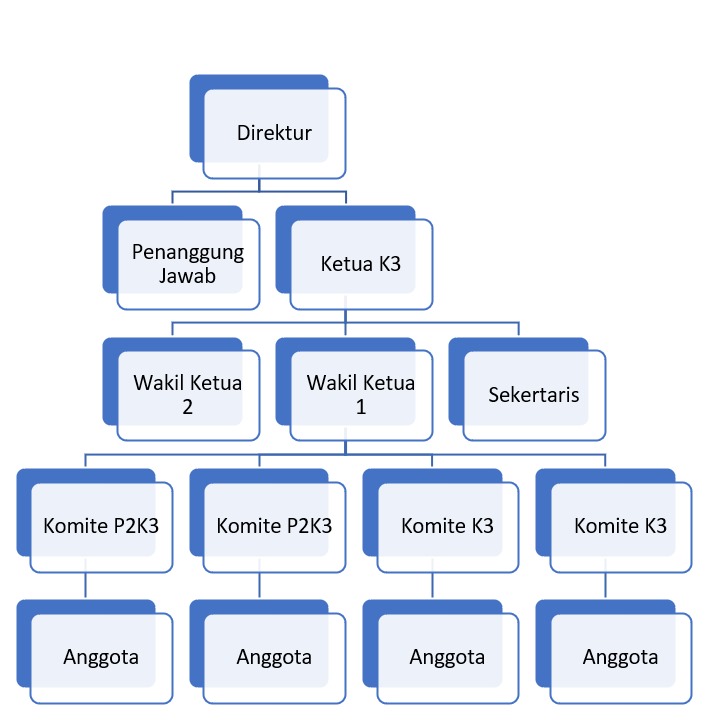 Direktur
Penanggung
Jawab
Ketua K3
Wakil Ketua
2
Wakil Ketua
1
Sekertaris
Komite P2K3
Komite P2K3
Komite K3
Komite K3
Anggota
Anggota
Anggota
Anggota